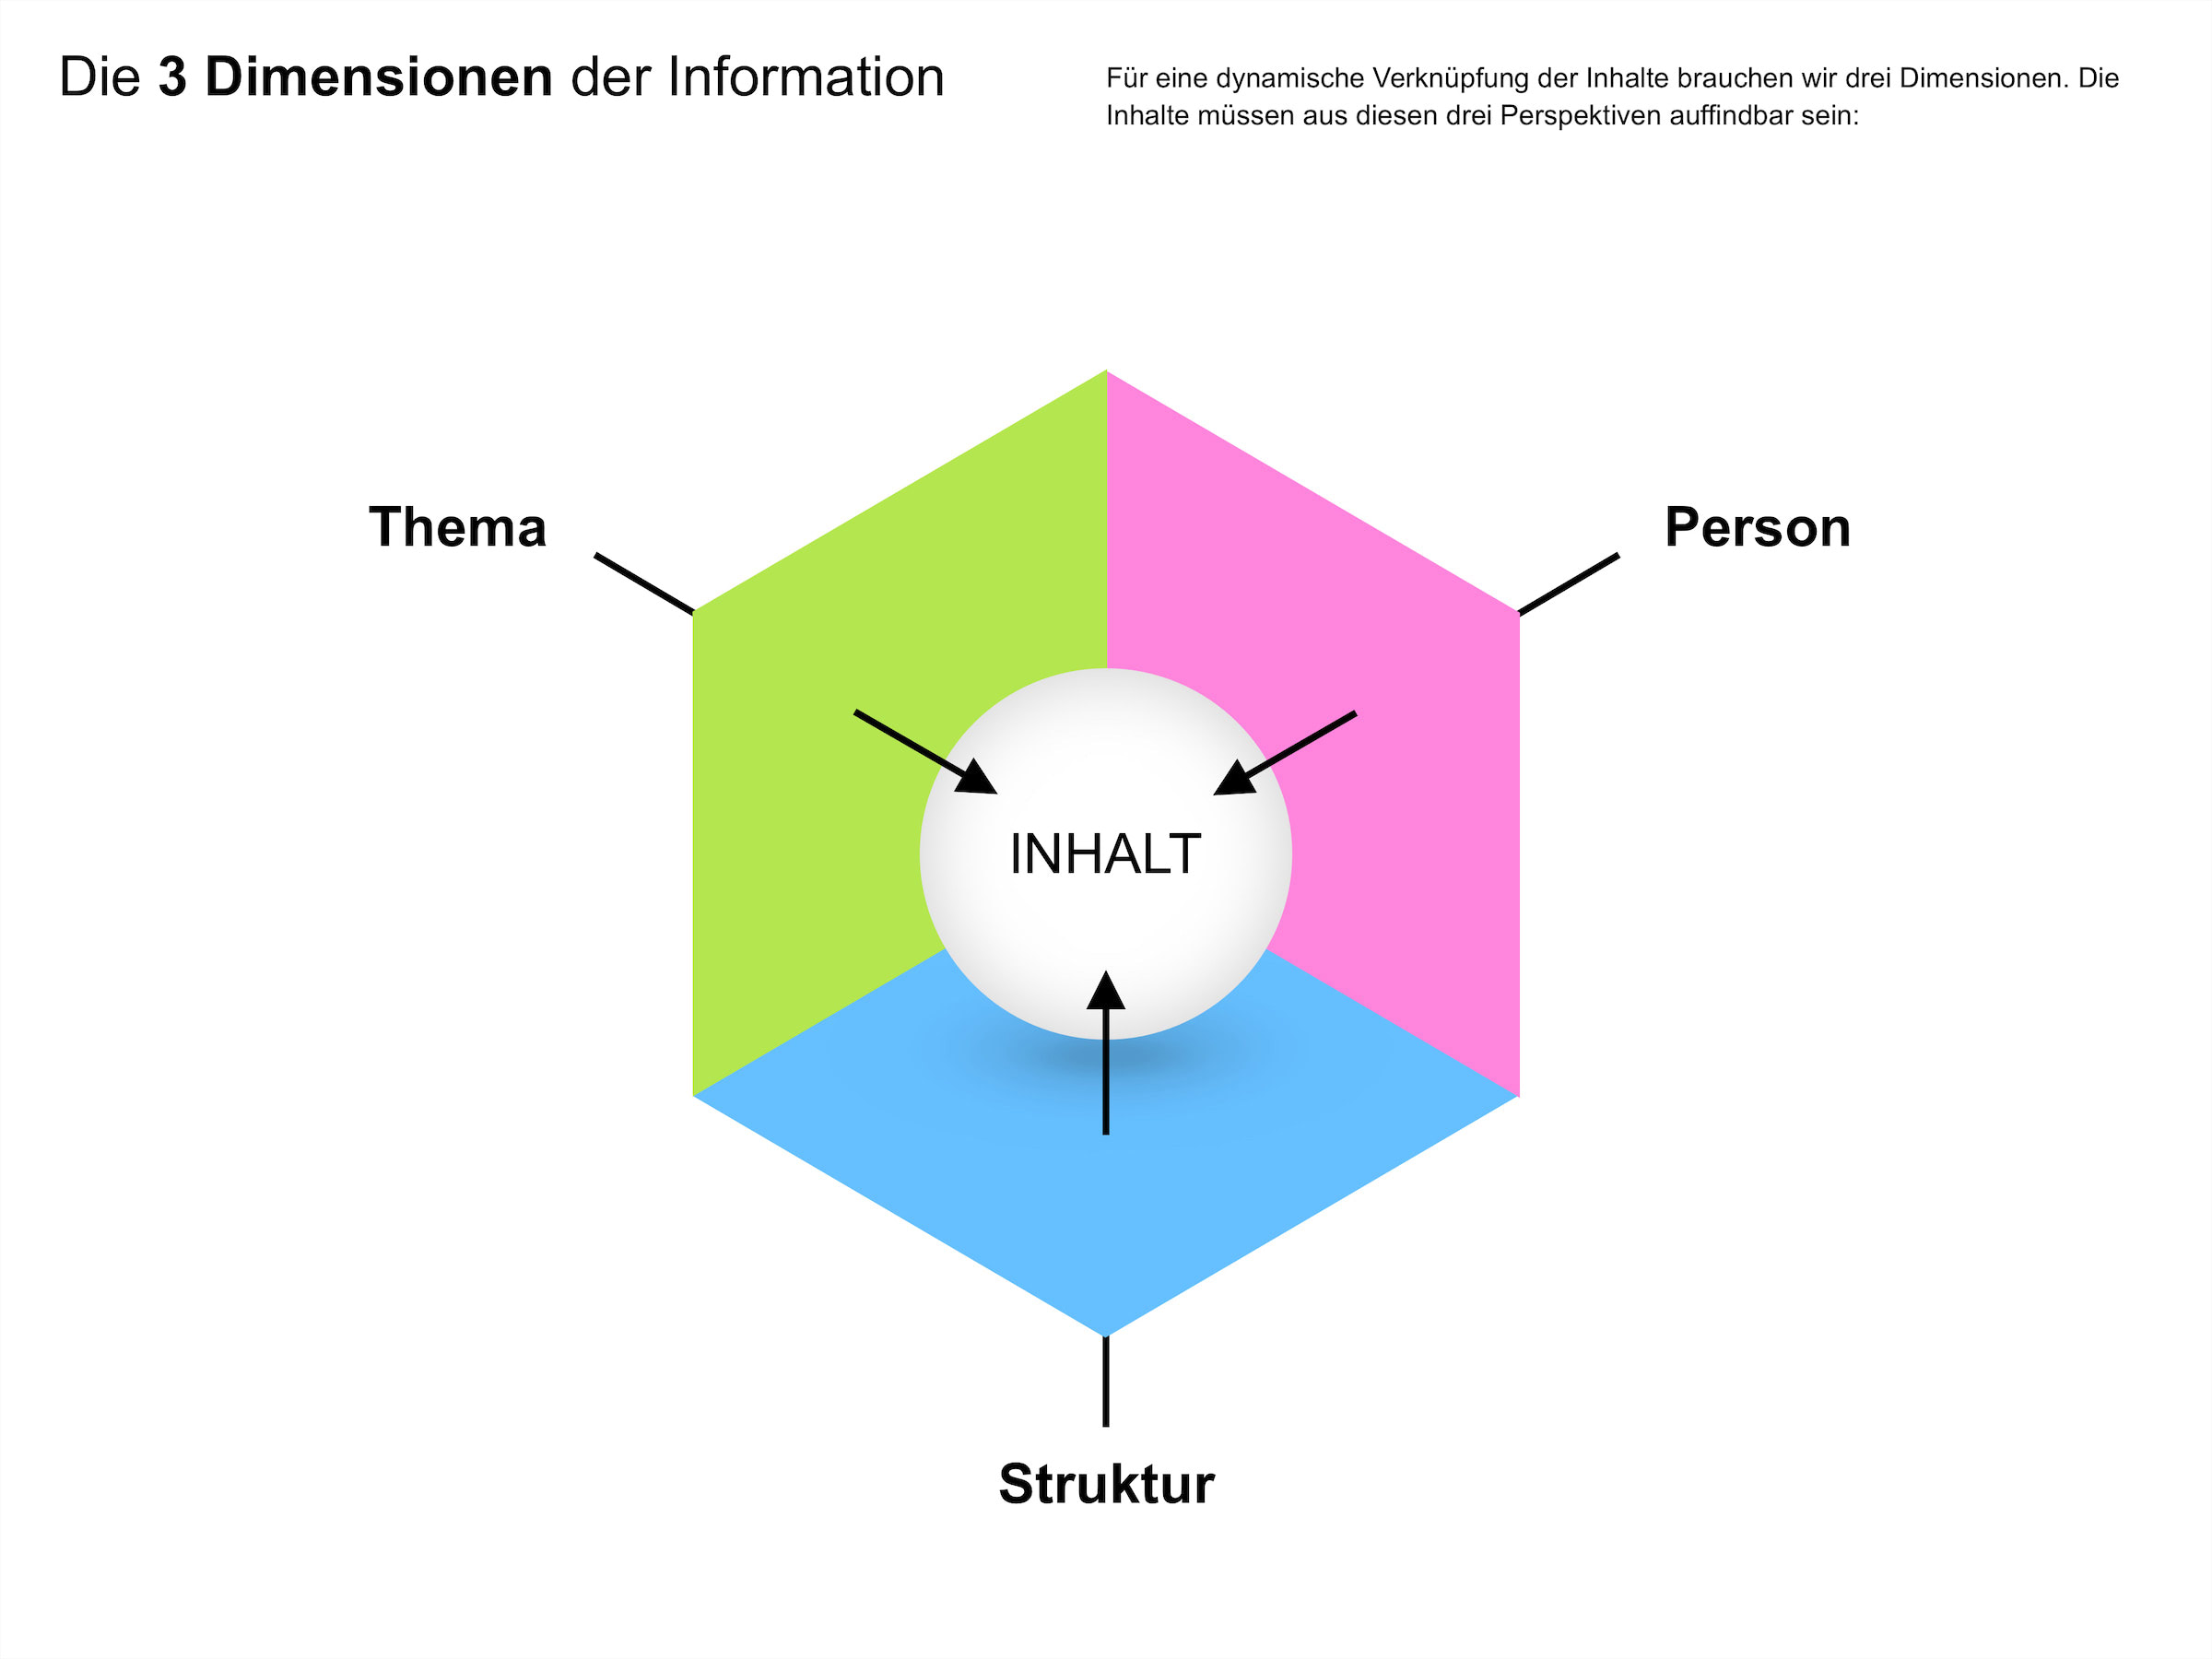 Die 3 Dimensionen der Information
Für eine dynamische Verknüpfung der Inhalte brauchen wir drei Dimensionen. Die
Inhalte müssen aus diesen drei Perspektiven auffindbar sein:
Thema
Person
INHALT
Struktur